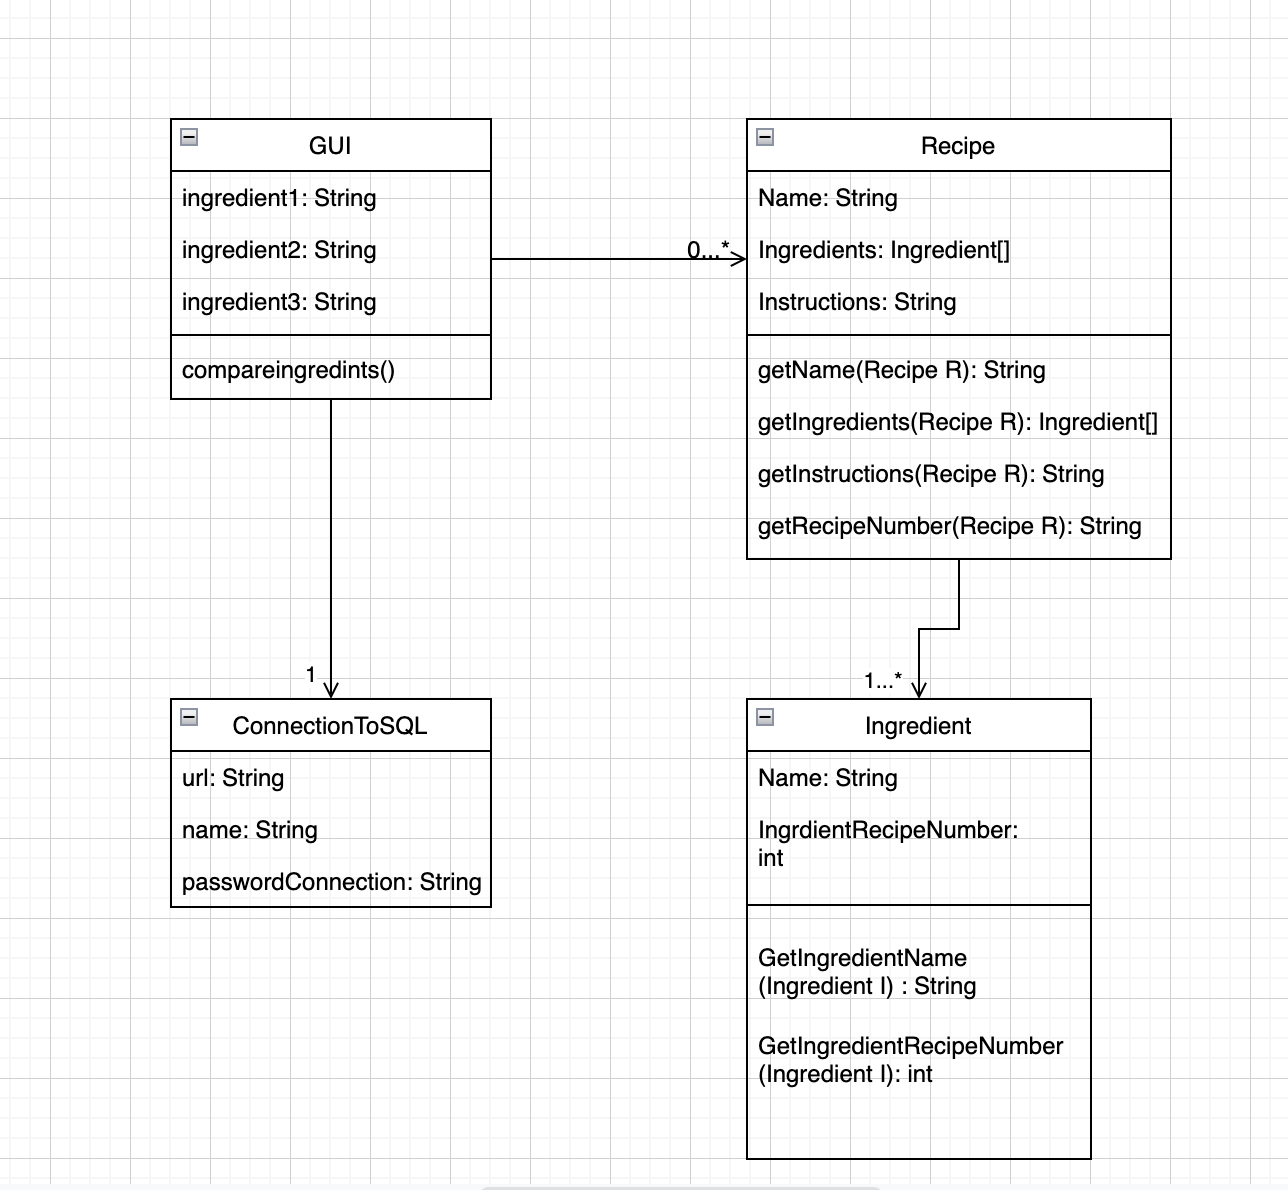 GUI
ingredient1: String
ingredient2: String
ingredient3: String
compareingredints()
0...*
Recipe
Name: String
Ingredients: Ingredient[]
Instructions: String
getName(Recipe R): String
getIngredients(Recipe R): Ingredient[]
getInstructions(Recipe R): String
getRecipeNumber(Recipe R): String
1
ConnectionToSQL
url: String
name: String
passwordConnection: String
1...*
Ingredient
Name: String
IngrdientRecipeNumber:
int
GetIngredientName
(Ingredient I) : String
GetIngredientRecipeNumber
(Ingredient I): int